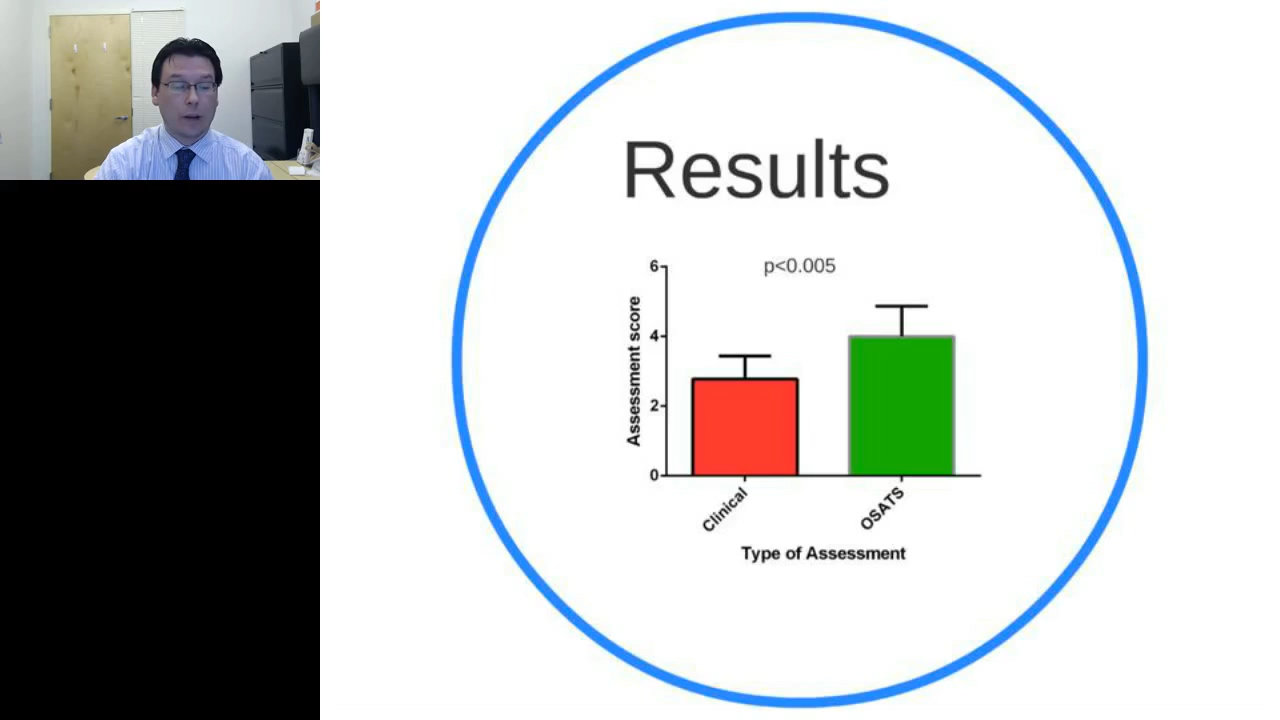 Results
p<0.005
6
4
2
0
Assessment score
Clinical
OSATS
Type of Assessment